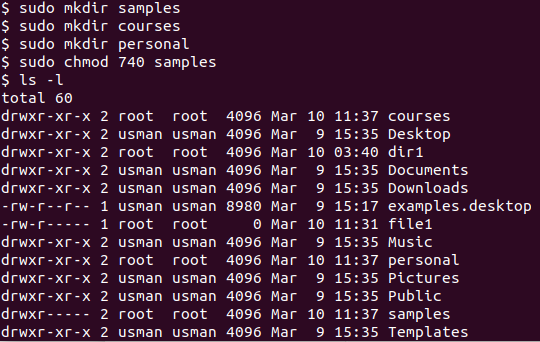 $ sudo mkdir samples
$ sudo mkdir courses
$ sudo mkdir personal
$ sudo chmod 740 samples
$ ls -l
total 60
drwxr-xr-x 2 root  root  4096 Mar 10 11:37 courses
drwxr-xr-x 2 usman usman 4096 Mar  9 15:35 Desktop
drwxr-xr-x 2 root  root  4096 Mar 10 03:40 dir1
drwxr-xr-x 2 usman usman 4096 Mar  9 15:35 Documents
drwxr-xr-x 2 usman usman 4096 Mar  9 15:35 Downloads
-rw-r--r-- 1 usman usman 8980 Mar  9 15:17 examples.desktop
-rw-r----- 1 root  root     0 Mar 10 11:31 file1
drwxr-xr-x 2 usman usman 4096 Mar  9 15:35 Music
drwxr-xr-x 2 root  root  4096 Mar 10 11:37 personal
drwxr-xr-x 2 usman usman 4096 Mar  9 15:35 Pictures
drwxr-xr-x 2 usman usman 4096 Mar  9 15:35 Public
drwxr----- 2 root  root  4096 Mar 10 11:37 samples
drwxr-xr-x 2 usman usman 4096 Mar  9 15:35 Templates